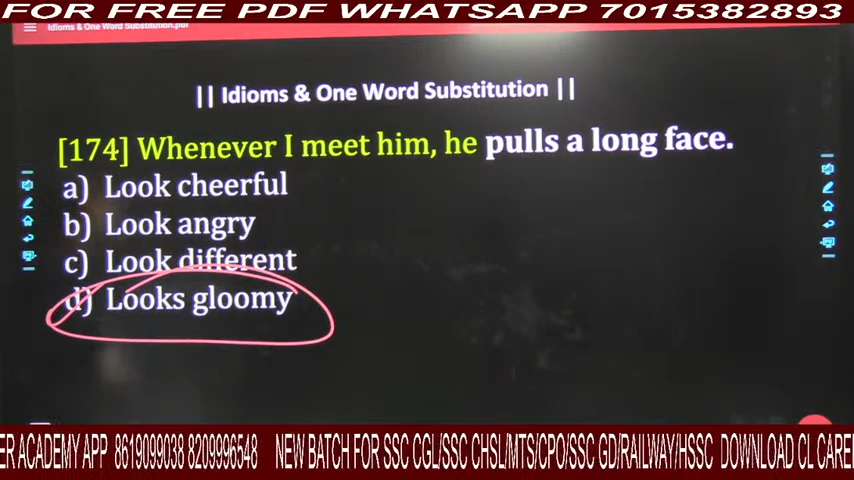 FOR FREE PDF WHATSAPP 7015382893
Idioms & One Word Substitution.pdf
|| Idioms & One Word Substitution ||
[174] Whenever I meet him, he pulls a long face.
a) Look cheerful
b) Look angry
c) Look different
d) Looks gloomy
ER ACADEMY APP 8619099038 8209996548 NEW BATCH FOR SSC CGL/SSC CHSL/MTS/CPO/SSC GD/RAILWAY/HSSC DOWNLOAD CL CARE